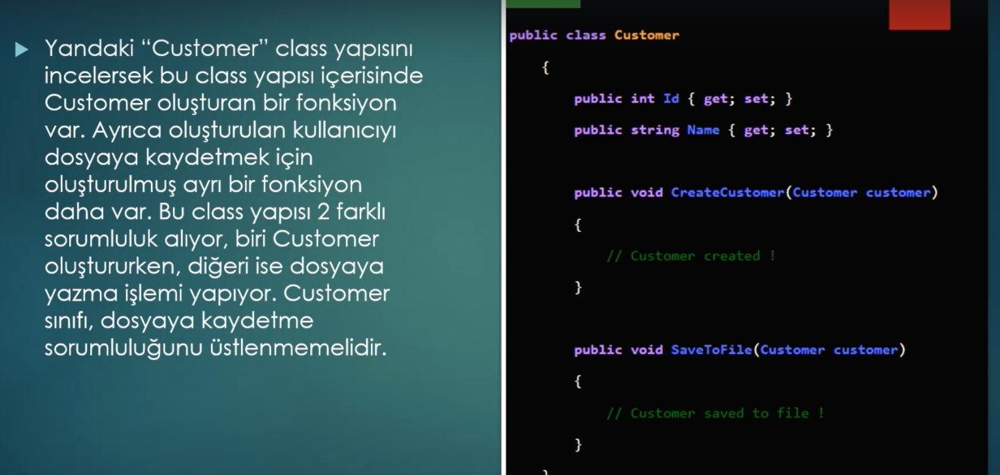 Yandaki “Customer” class yapısını
incelersek bu class yapısı içerisinde
Customer oluşturan bir fonksiyon
var. Ayrıca oluşturulan kullanıcıyı
dosyaya kaydetmek için
oluşturulmuş ayrı bir fonksiyon
daha var. Bu class yapısı 2 farklı
sorumluluk alıyor, biri Customer
oluştururken, diğeri ise dosyaya
yazma işlemi yapıyor. Customer
sınıfı, dosyaya kaydetme
sorumluluğunu üstlenmemelidir.
public class Customer
{
public int Id { get; set; }
public string Name { get; set; }
public void CreateCustomer(Customer customer)
{
// Customer created !
}
public void SaveToFile(Customer customer)
{
// Customer saved to file !
}
}